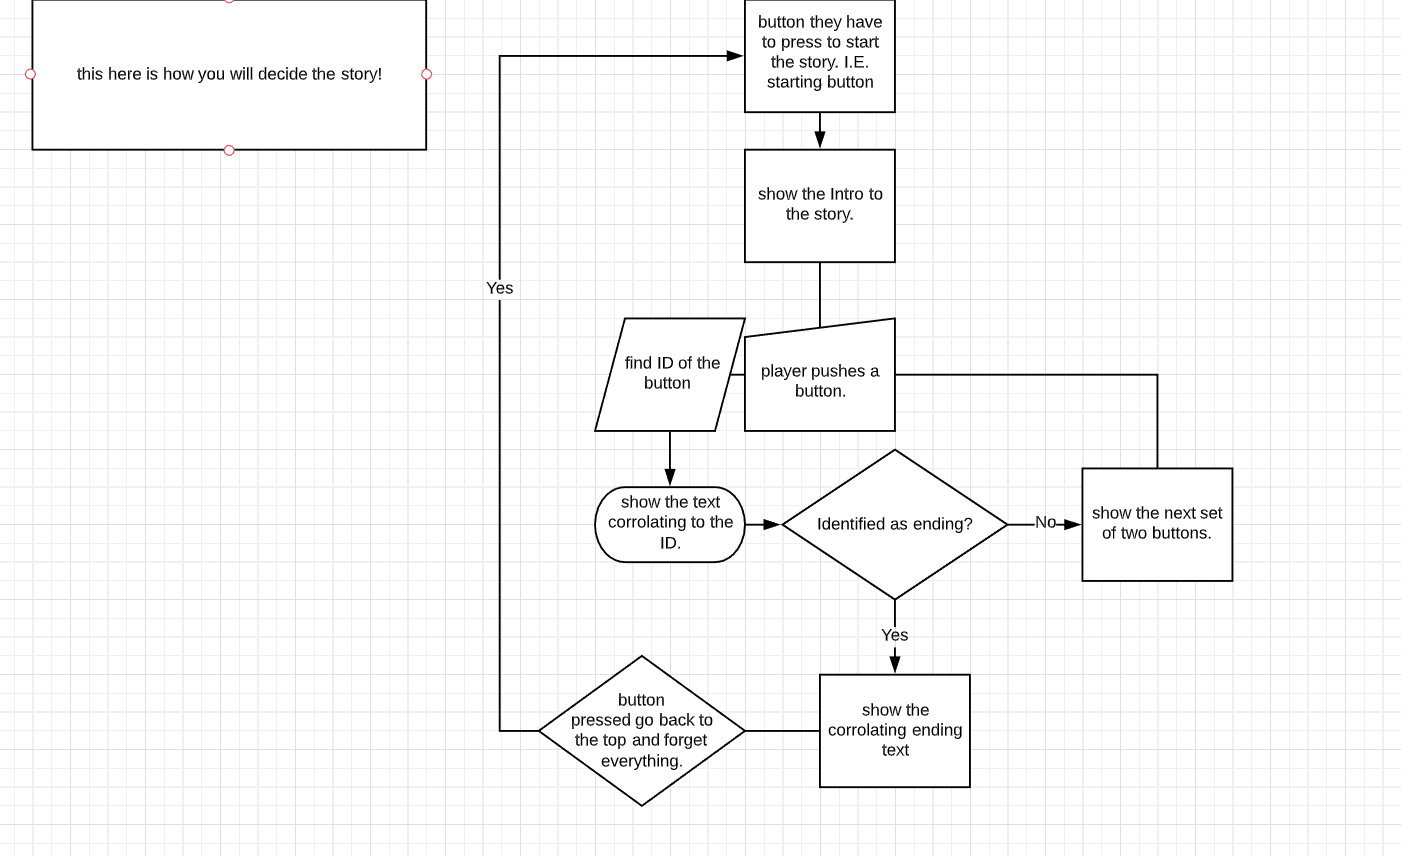 this here is how you will decide the story!
button they have
to press to start
the story. I.E.
starting button
show the Intro to
the story.
Yes
find ID of the
button
player pushes a
button.
show the text
corrolating to the
ID.
Identified as ending?
No
show the next set
of two buttons.
Yes
button
pressed go back to
the top and forget
everything.
show the
corrolating ending
text